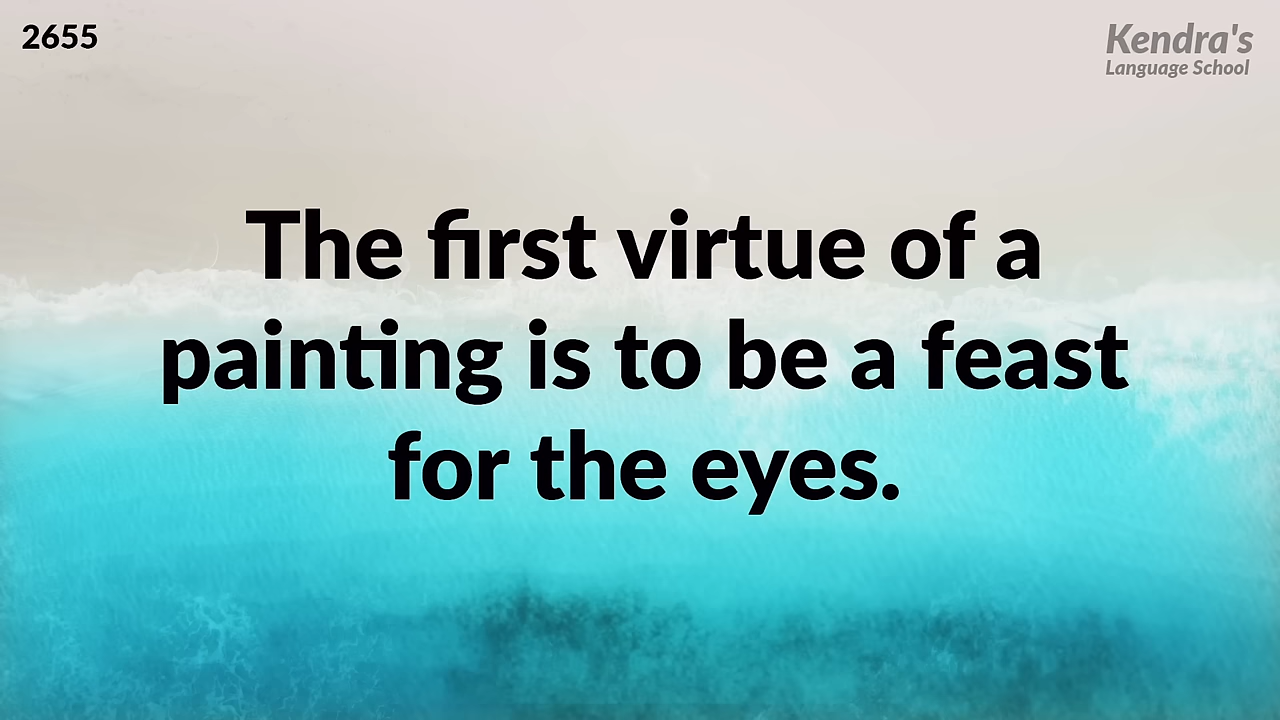 2655
Kendra's
Language School
The first virtue of a
painting is to be a feast
for the eyes.